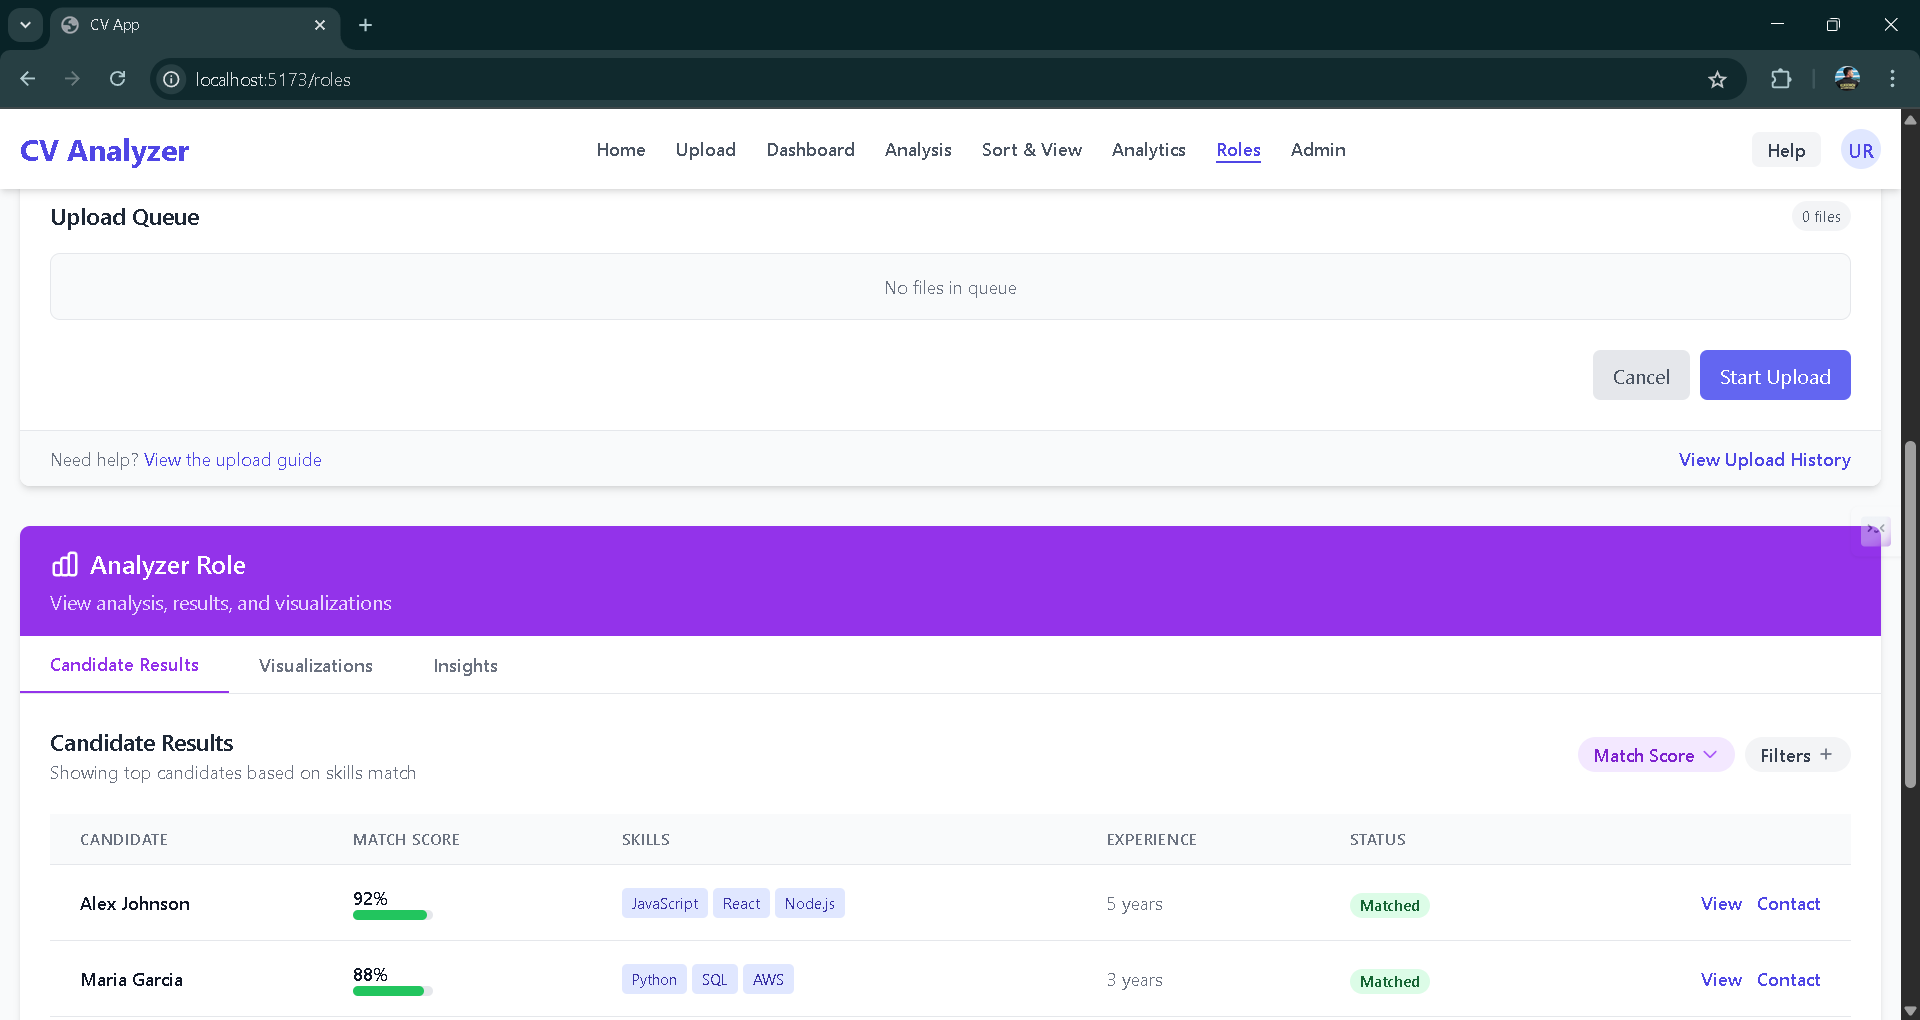 CV App
localhost:5173/roles
CV Analyzer
Home Upload Dashboard Analysis Sort & View Analytics Roles Admin
Help UR
Upload Queue
0 files
No files in queue
Cancel Start Upload
Need help? View the upload guide
View Upload History
Analyzer Role
View analysis, results, and visualizations
Candidate Results Visualizations Insights
Candidate Results
Showing top candidates based on skills match
Match Score Filters +
CANDIDATE MATCH SCORE SKILLS EXPERIENCE STATUS
Alex Johnson 92% JavaScript React Node.js 5 years Matched View Contact
Maria Garcia 88% Python SQL AWS 3 years Matched View Contact